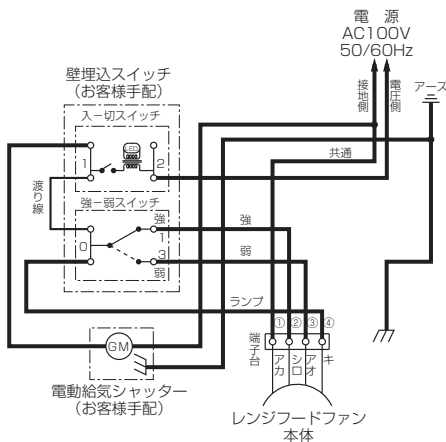 電 源
AC100V
50/60Hz
壁埋込スイッチ
(お客様手配)
接地側
電圧側
アース
入ー切スイッチ
LED
1
2
共通
渡り線
強ー弱スイッチ
強
0
1
3
弱
ランプ
① ② ③ ④
端子台
アカ
シロ
アオ
キ
GM
電動給気シャッター
(お客様手配)
レンジフードファン
本体